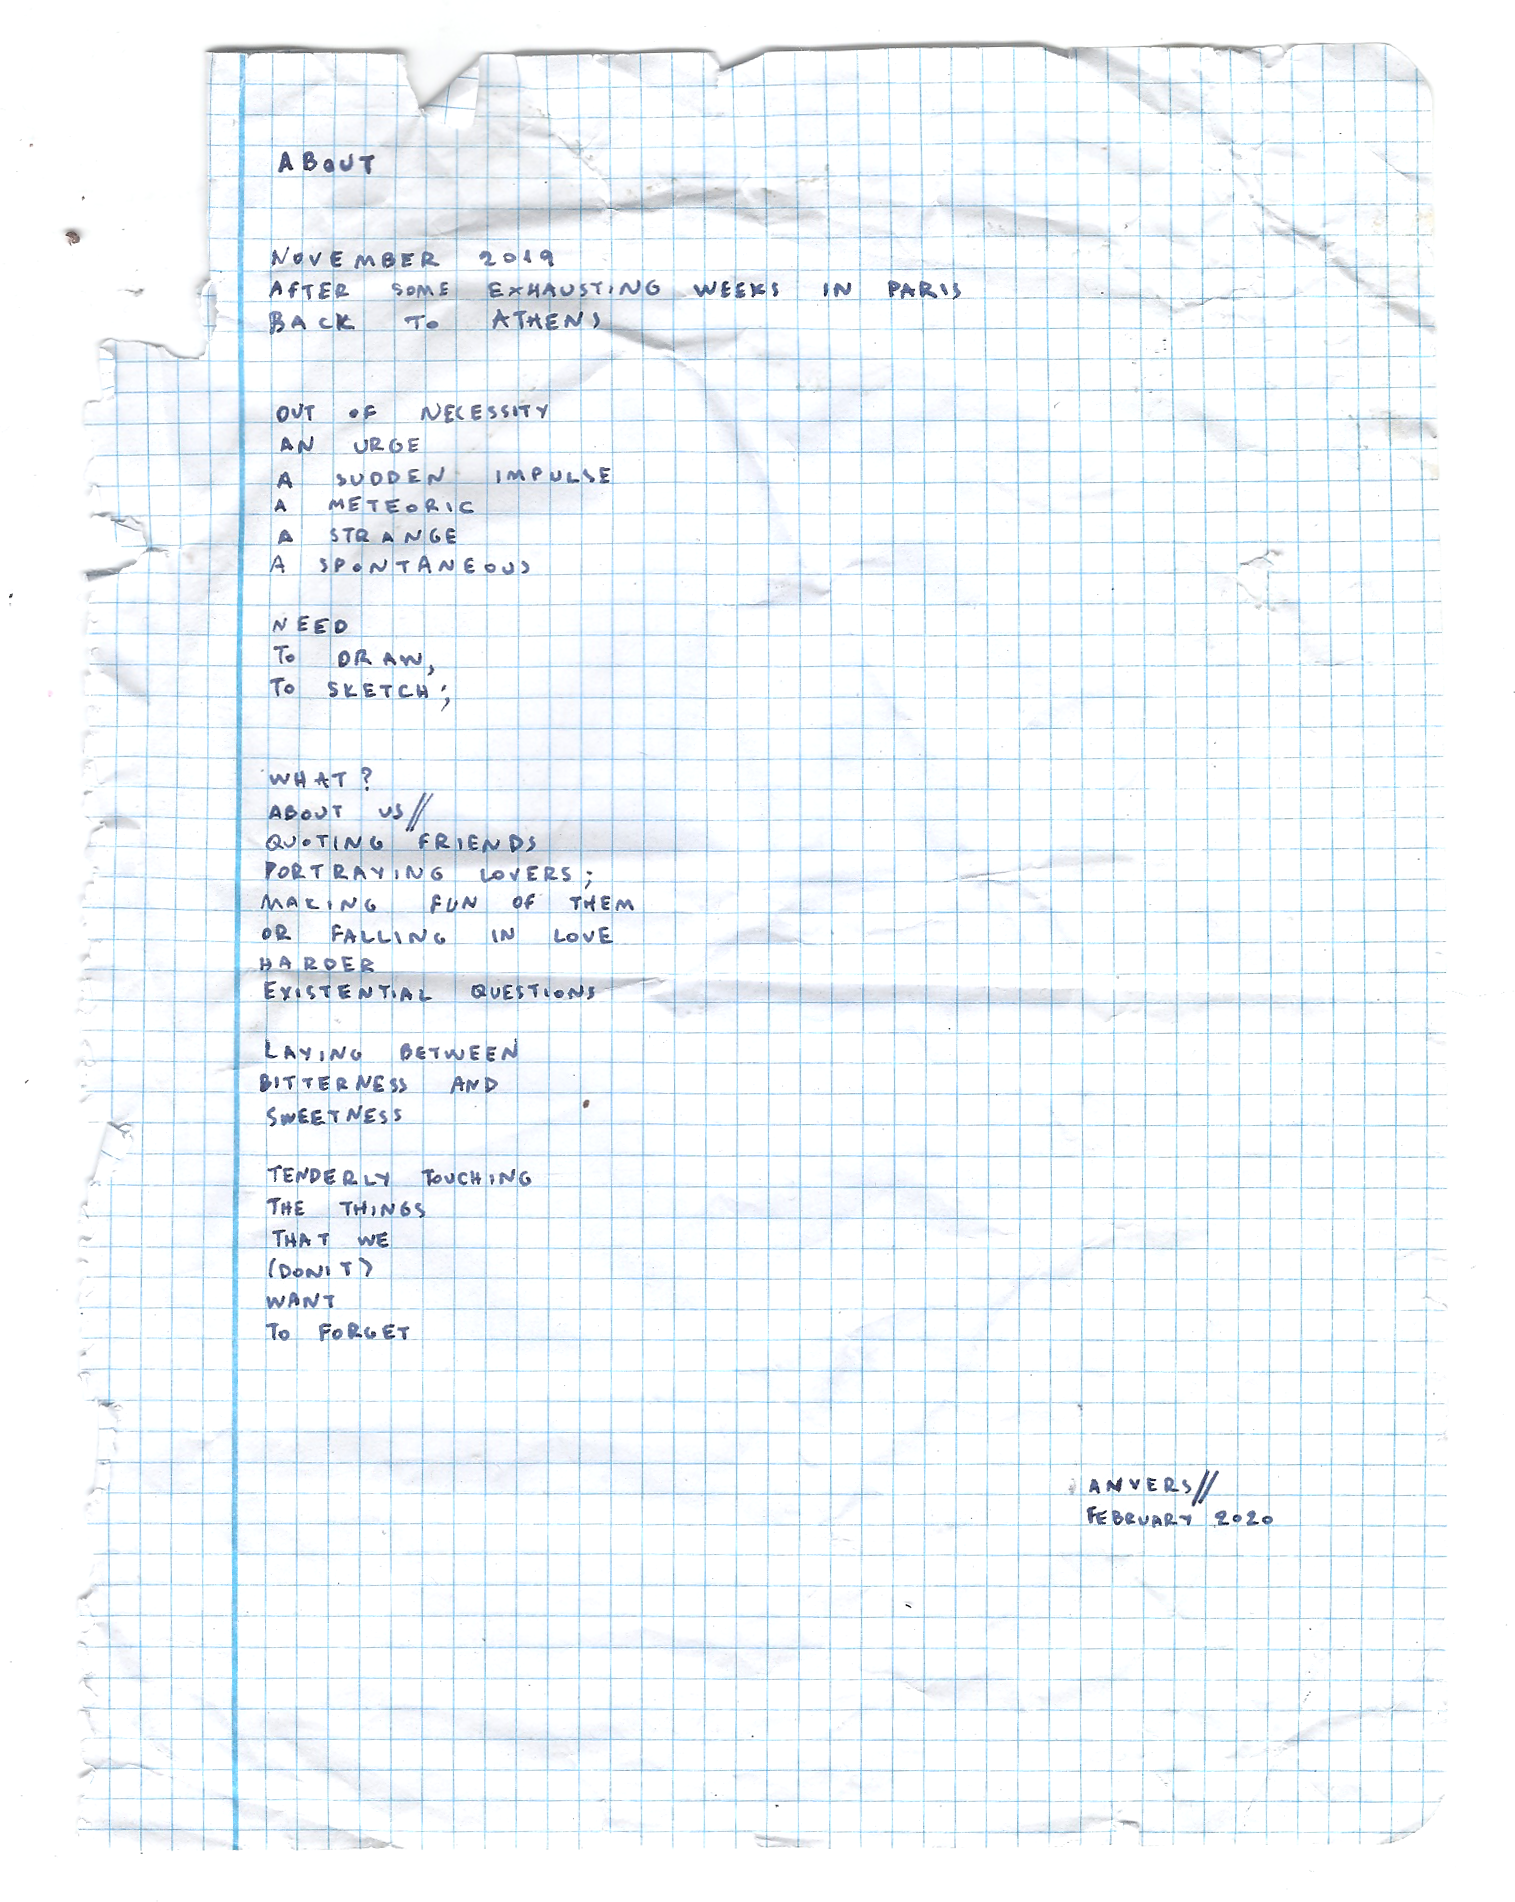 ABOUT
NOVEMBER 2019
AFTER SOME EXHAUSTING WEEKS IN PARIS
BACK TO ATHENS
OUT OF NECESSITY
AN URGE
A SUDDEN IMPULSE
A METEORIC
A STRANGE
A SPONTANEOUS
NEED
TO DRAW,
TO SKETCH;
WHAT?
ABOUT US//
QUOTING FRIENDS
PORTRAYING LOVERS;
MAKING FUN OF THEM
OR FALLING IN LOVE
HARDER
EXISTENTIAL QUESTIONS
LAYING BETWEEN
BITTERNESS AND
SWEETNESS
TENDERLY TOUCHING
THE THINGS
THAT WE
(DON'T)
WANT
TO FORGET
ANVERS//
FEBRUARY 2020